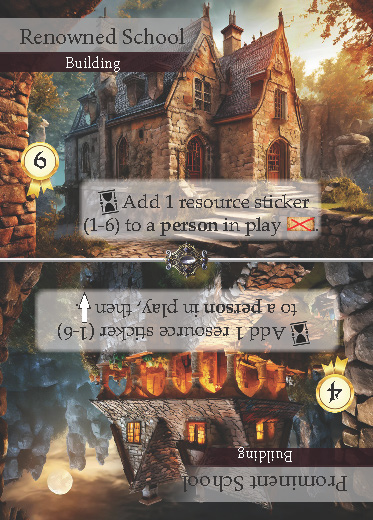 Renowned School
Building
6
Add 1 resource sticker
(1-6) to a person in play .
Add 1 resource sticker (1-6)
to a person in play, then
4
Building
Prominent School